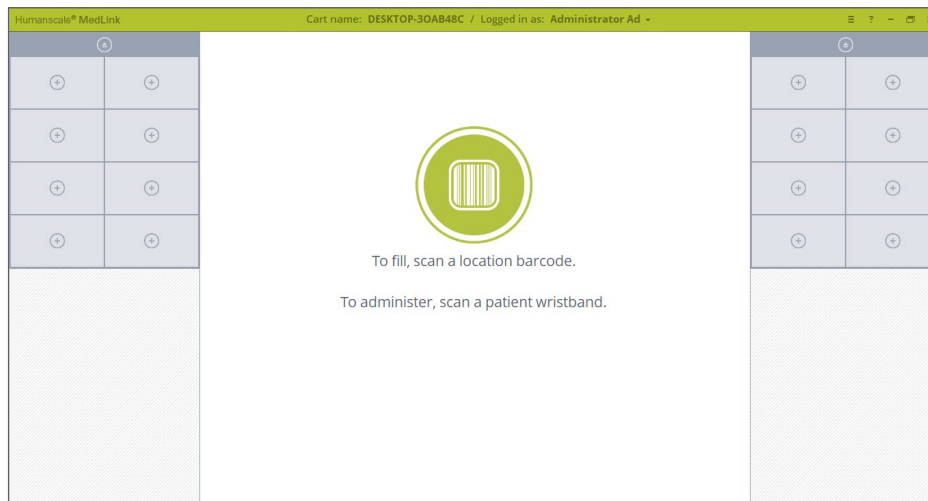 Humanscale® MedLink
Cart name: DESKTOP-3OAB48C / Logged in as: Administrator Ad
To fill, scan a location barcode.
To administer, scan a patient wristband.